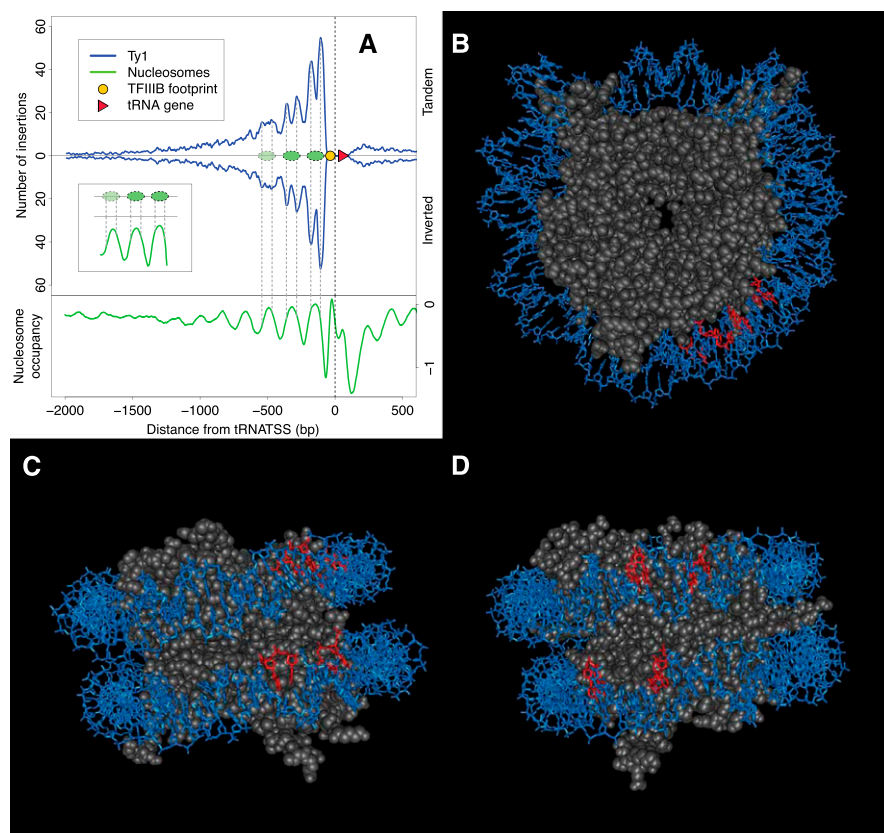 A
Ty1
Nucleosomes
TFIIIB footprint
tRNA gene
Number of insertions
60
40
20
0
20
40
60
Tandem
Inverted
Nucleosome
occupancy
0
−1
−2000 −1500 −1000 −500 0 500
Distance from tRNATSS (bp)
B
C
D